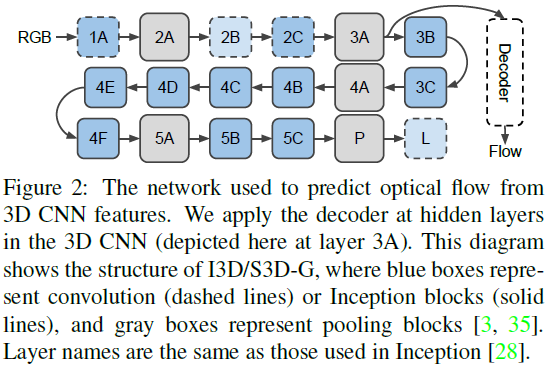 RGB 1A 2A 2B 2C 3A 3B Decoder
4E 4D 4C 4B 4A 3C
4F 5A 5B 5C P L Flow
Figure 2: The network used to predict optical flow from
3D CNN features. We apply the decoder at hidden layers
in the 3D CNN (depicted here at layer 3A). This diagram
shows the structure of I3D/S3D-G, where blue boxes repre-
sent convolution (dashed lines) or Inception blocks (solid
lines), and gray boxes represent pooling blocks [3, 35].
Layer names are the same as those used in Inception [28].